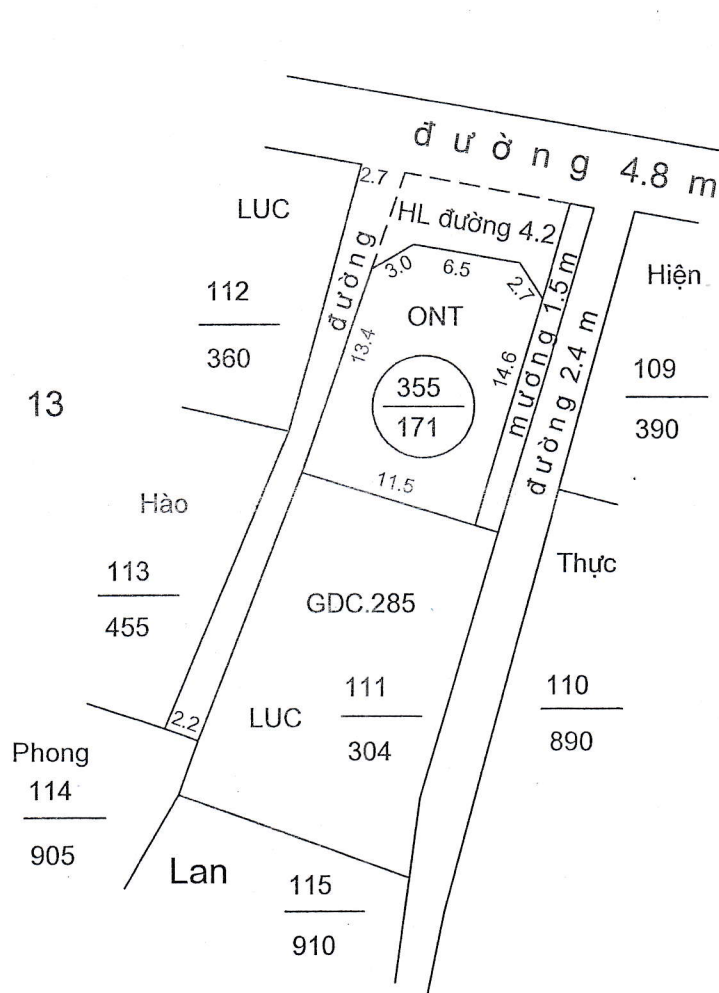 đường 4.8 m
2.7
LUC
HL đường 4.2
đường
3.0
6.5
2.7
Hiện
112
360
ONT
mương 1.5 m
đường 2.4 m
13.4
14.6
355
171
109
390
13
11.5
Hào
Thực
113
455
GDC.285
111
304
LUC
110
890
2.2
Phong
114
905
Lan
115
910